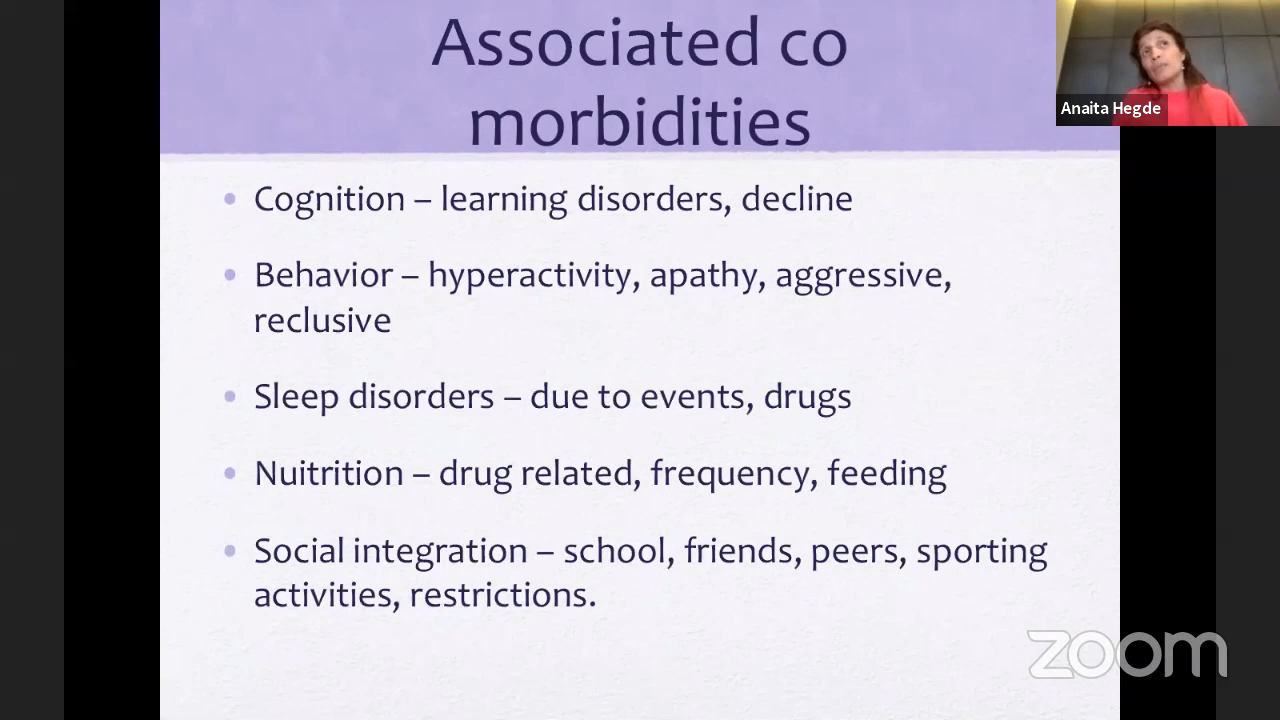 Associated co
morbidities
Anaita Hegde
• Cognition – learning disorders, decline
• Behavior – hyperactivity, apathy, aggressive,
reclusive
• Sleep disorders – due to events, drugs
• Nuitrition – drug related, frequency, feeding
• Social integration – school, friends, peers, sporting
activities, restrictions.
zoom